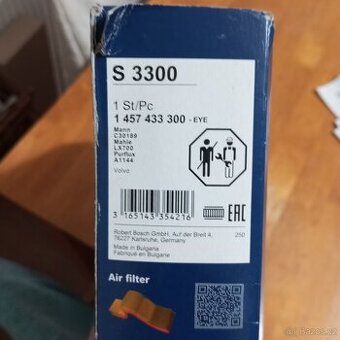 S 3300
1 St/Pc
1 457 433 300 - EYE
Mann
C30189
Mahle
LX700
Purflux
A1144
Volvo
3 165143 354216
EAC
Robert Bosch GmbH, Auf der Breit 4,
76227 Karlsruhe, Germany
250
Made in Bulgaria
Fabriqué en Bulgarie
Air filter